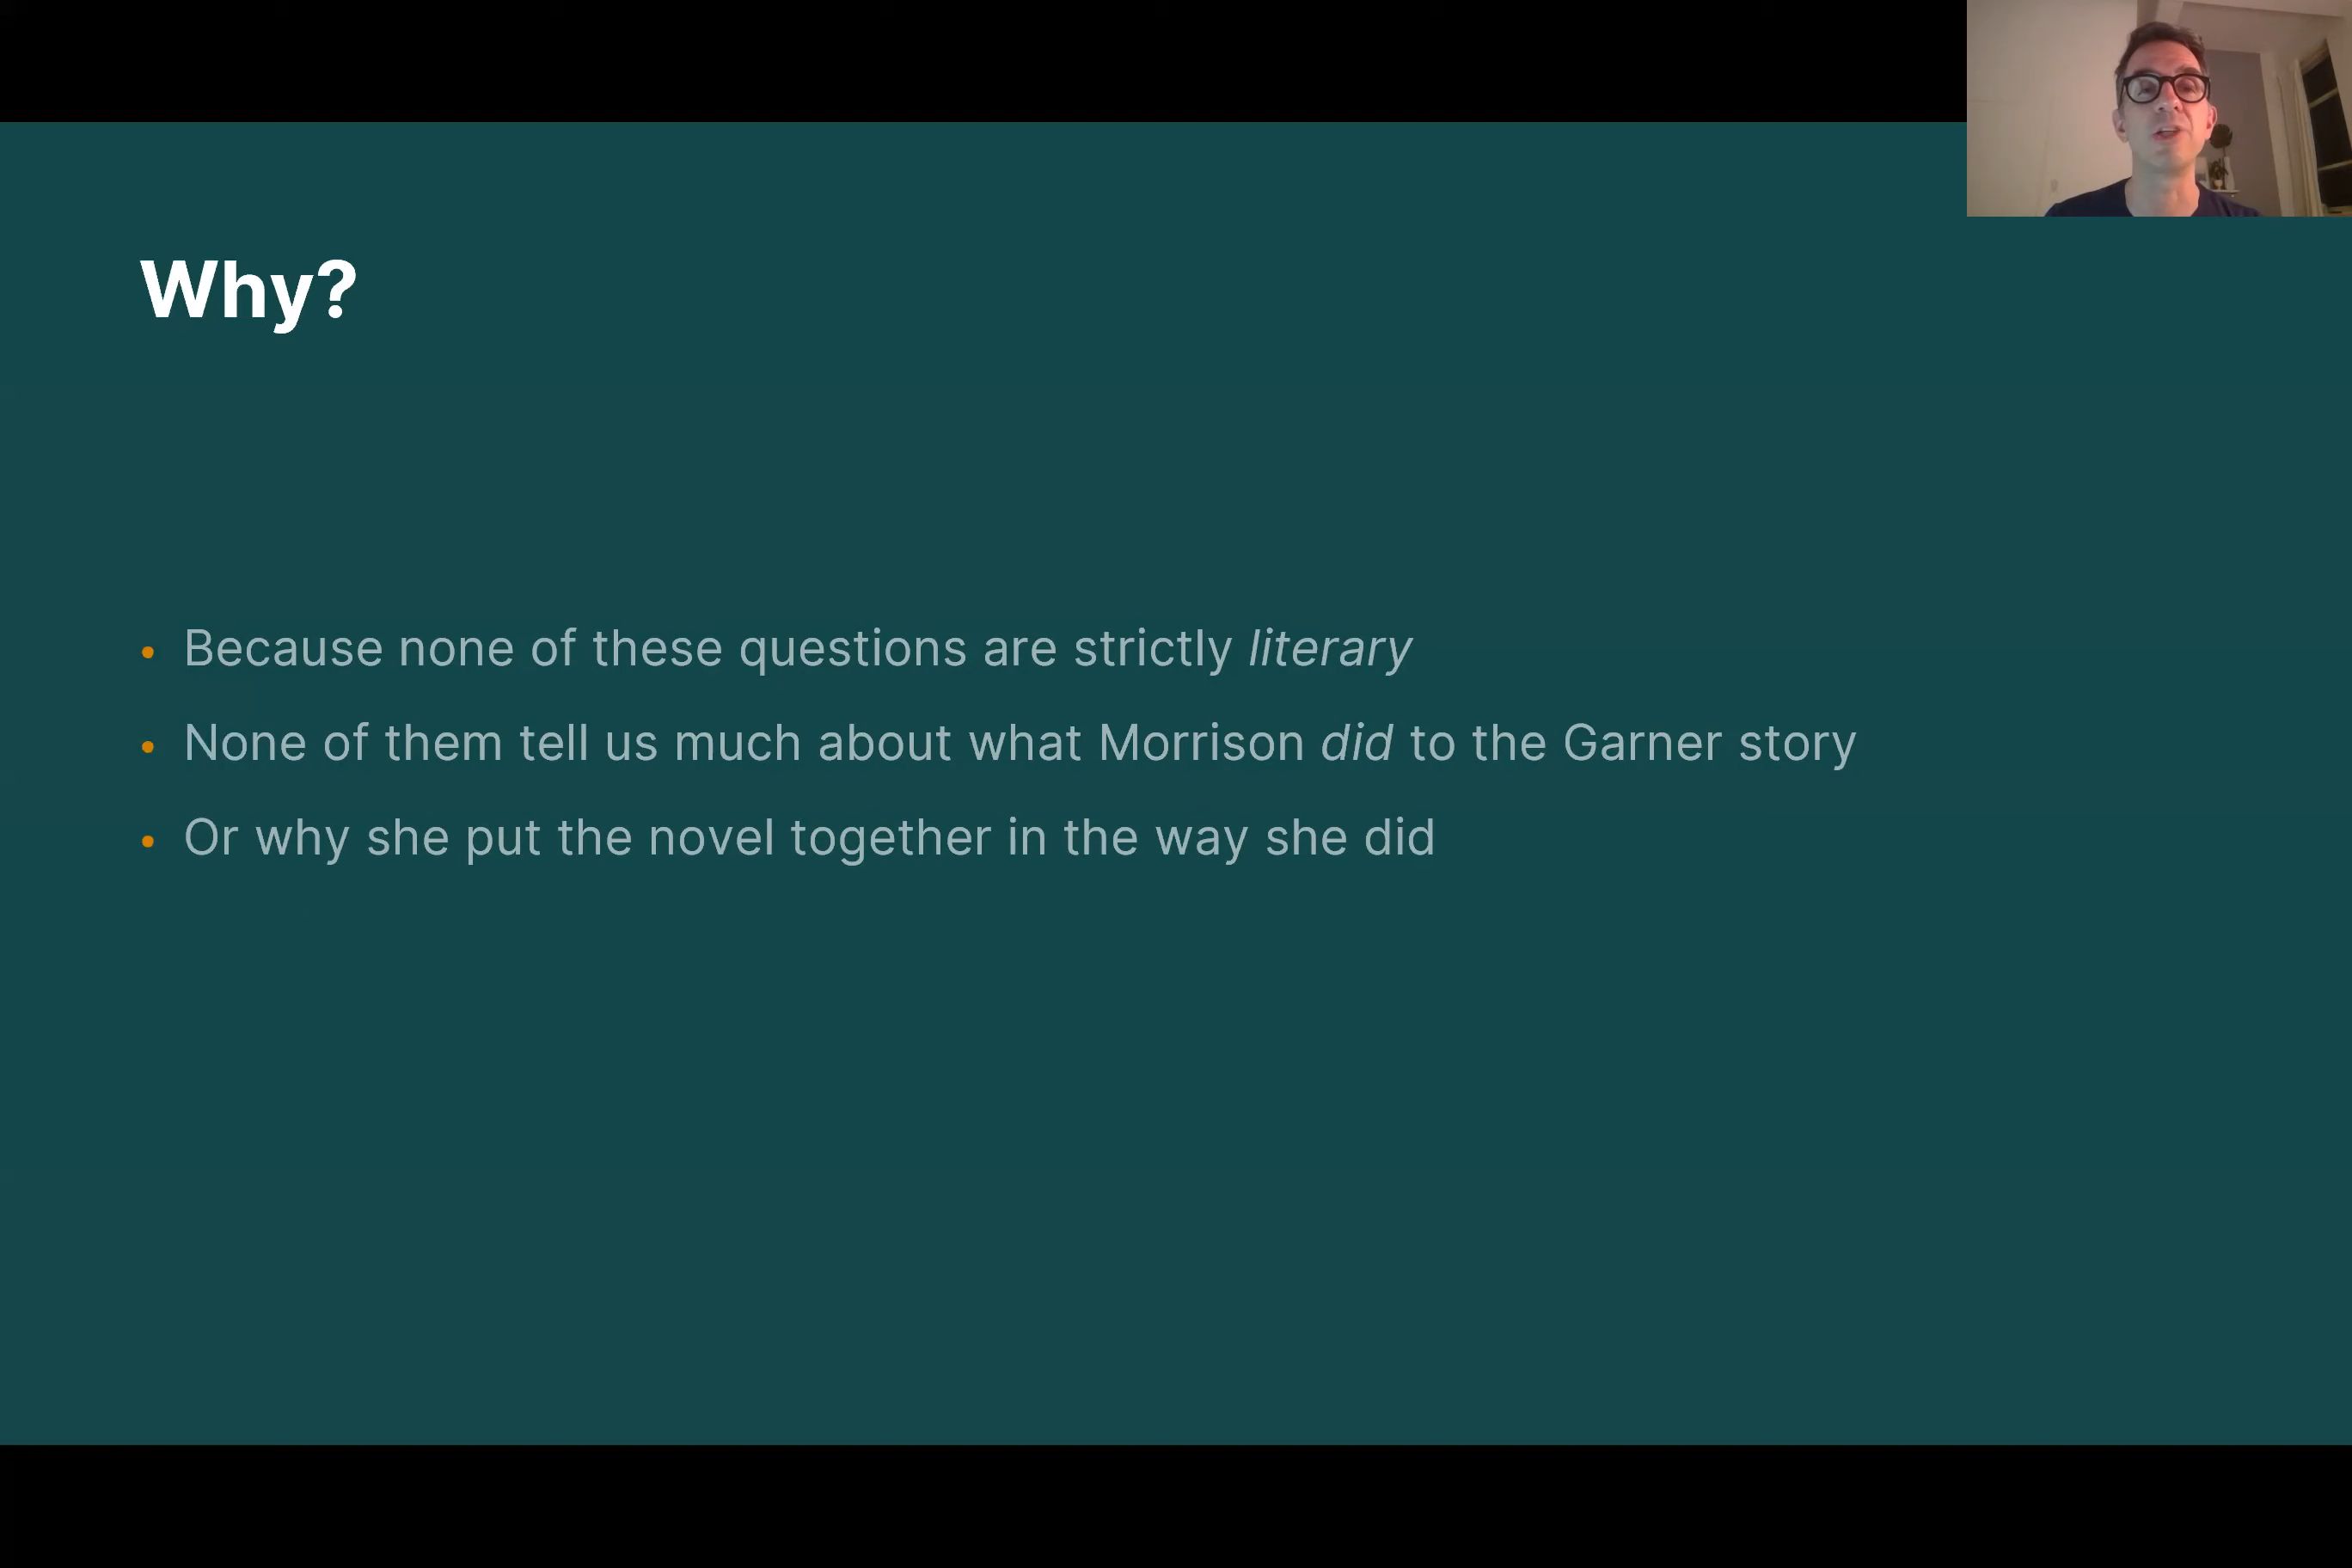 Why?
• Because none of these questions are strictly literary
• None of them tell us much about what Morrison did to the Garner story
• Or why she put the novel together in the way she did